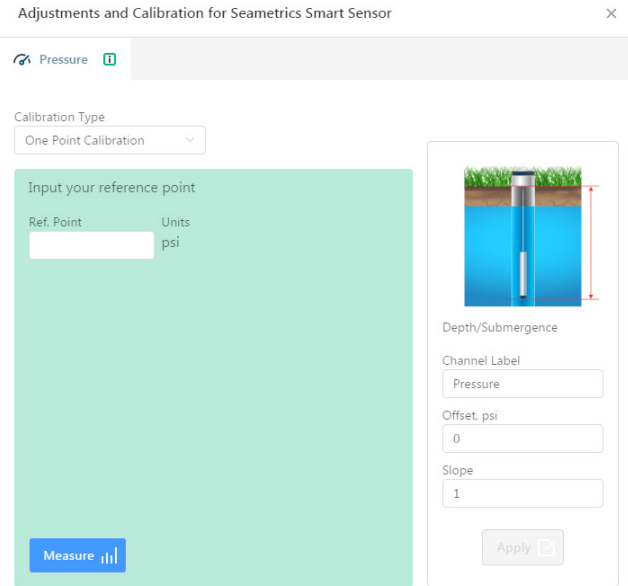 Adjustments and Calibration for Seametrics Smart Sensor
Pressure
Calibration Type
One Point Calibration
Input your reference point
Ref. Point Units
psi
Measure
Depth/Submergence
Channel Label
Pressure
Offset, psi
0
Slope
1
Apply